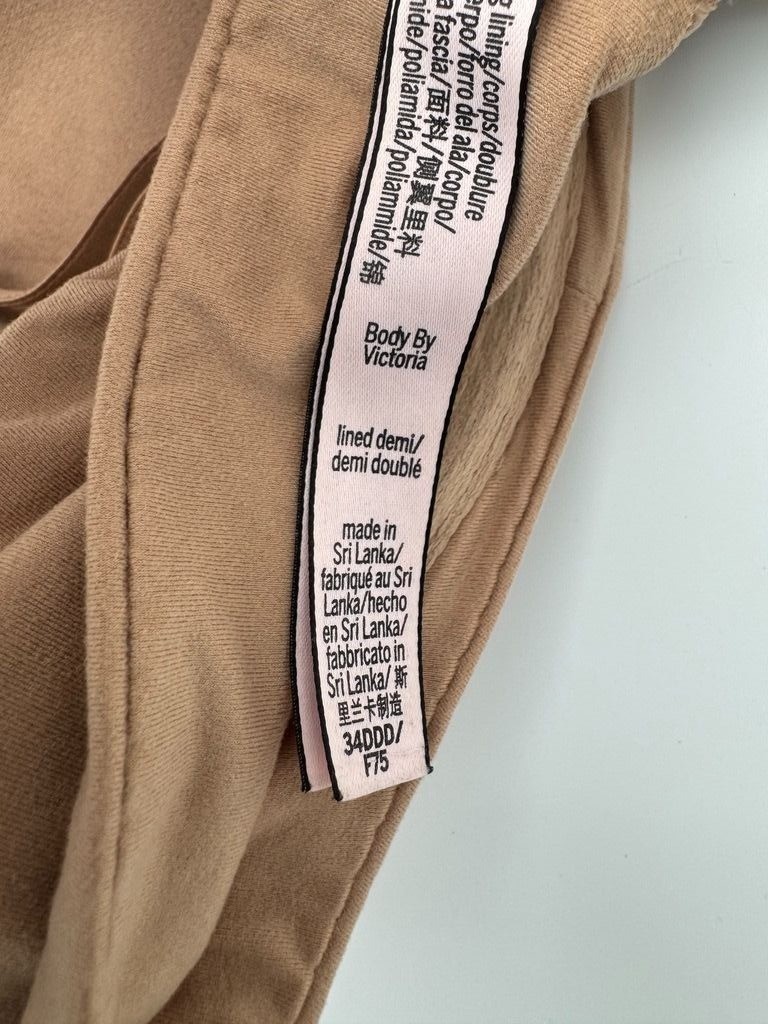 lining/corps/doublure
erpo/forro del ala/corpo/
a fascia/面料/侧翼里料
mide/poliamida/poliammide/锦
Body By
Victoria
lined demi/
demi doublé
made in
Sri Lanka/
fabriqué au Sri
Lanka/hecho
en Sri Lanka/
fabbricato in
Sri Lanka/ 斯
里兰卡制造
34DDD/
F75